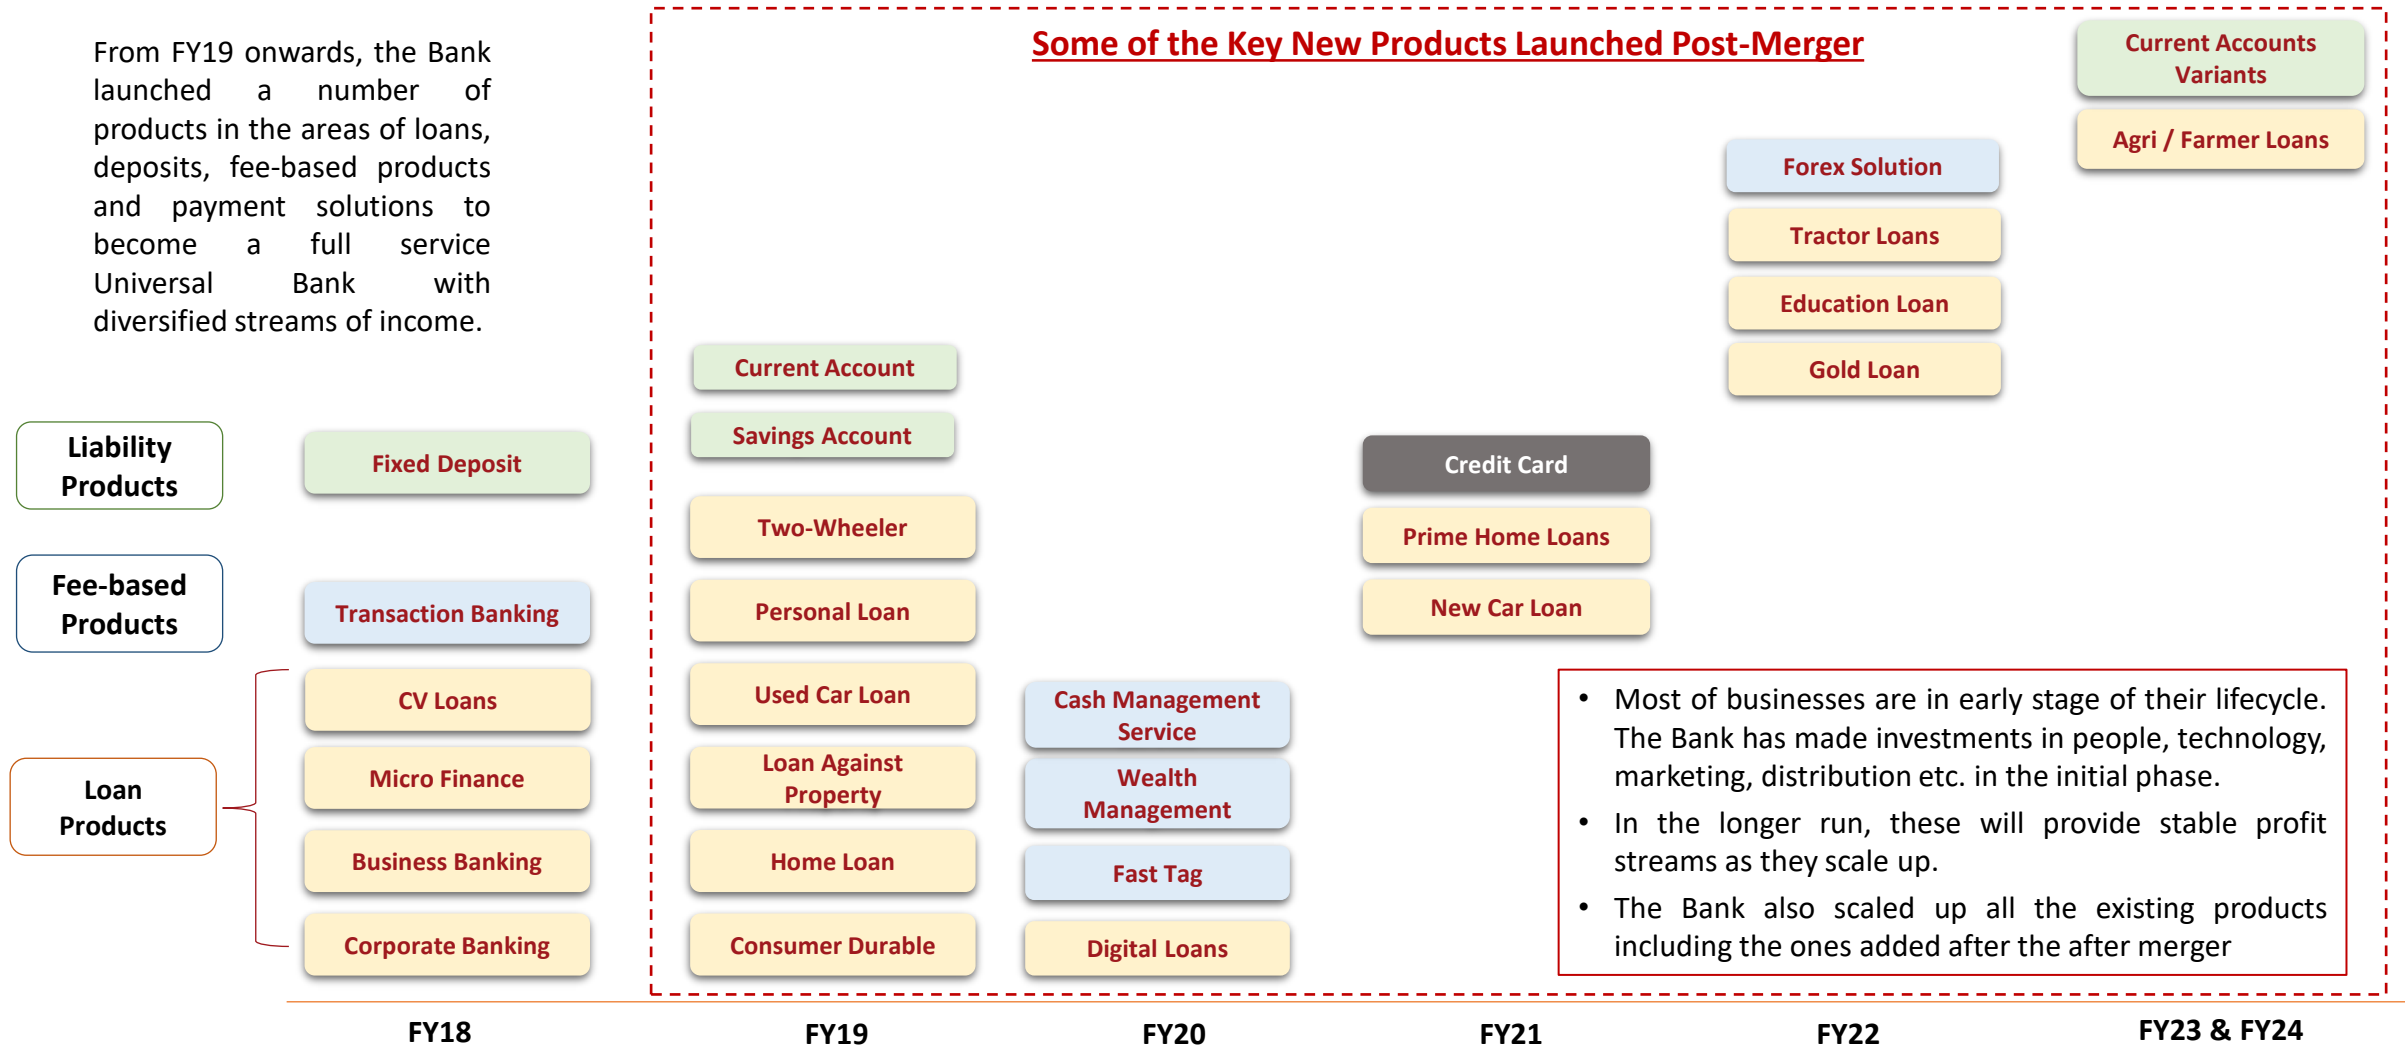 From FY19 onwards, the Bank
launched a number of
products in the areas of loans,
deposits, fee-based products
and payment solutions to
become a full service
Universal Bank with
diversified streams of income.
Some of the Key New Products Launched Post-Merger
Liability
Products
Fee-based
Products
Loan
Products
Fixed Deposit
Transaction Banking
CV Loans
Micro Finance
Business Banking
Corporate Banking
FY18
Current Account
Savings Account
Two-Wheeler
Personal Loan
Used Car Loan
Loan Against
Property
Home Loan
Consumer Durable
FY19
Cash Management
Service
Wealth
Management
Fast Tag
Digital Loans
FY20
Credit Card
Prime Home Loans
New Car Loan
FY21
Forex Solution
Tractor Loans
Education Loan
Gold Loan
FY22
Current Accounts
Variants
Agri / Farmer Loans
FY23 & FY24
• Most of businesses are in early stage of their lifecycle.
The Bank has made investments in people, technology,
marketing, distribution etc. in the initial phase.
• In the longer run, these will provide stable profit
streams as they scale up.
• The Bank also scaled up all the existing products
including the ones added after the after merger